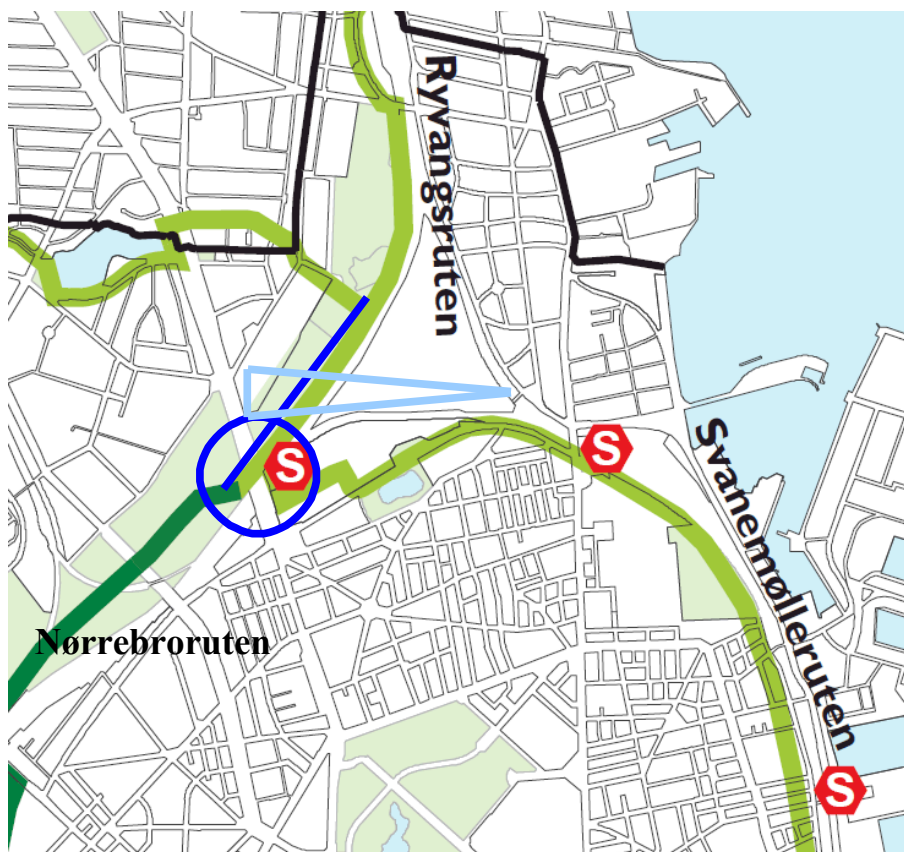 Ryvangsruten
S
S
Svanemølleruten
Nørrebroruten
S